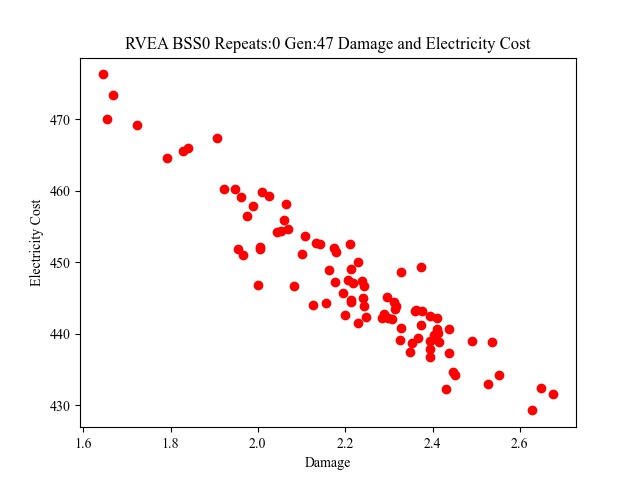 RVEA BSS0 Repeats:0 Gen:47 Damage and Electricity Cost
470
460
450
440
430
Electricity Cost
1.6 1.8 2.0 2.2 2.4 2.6
Damage